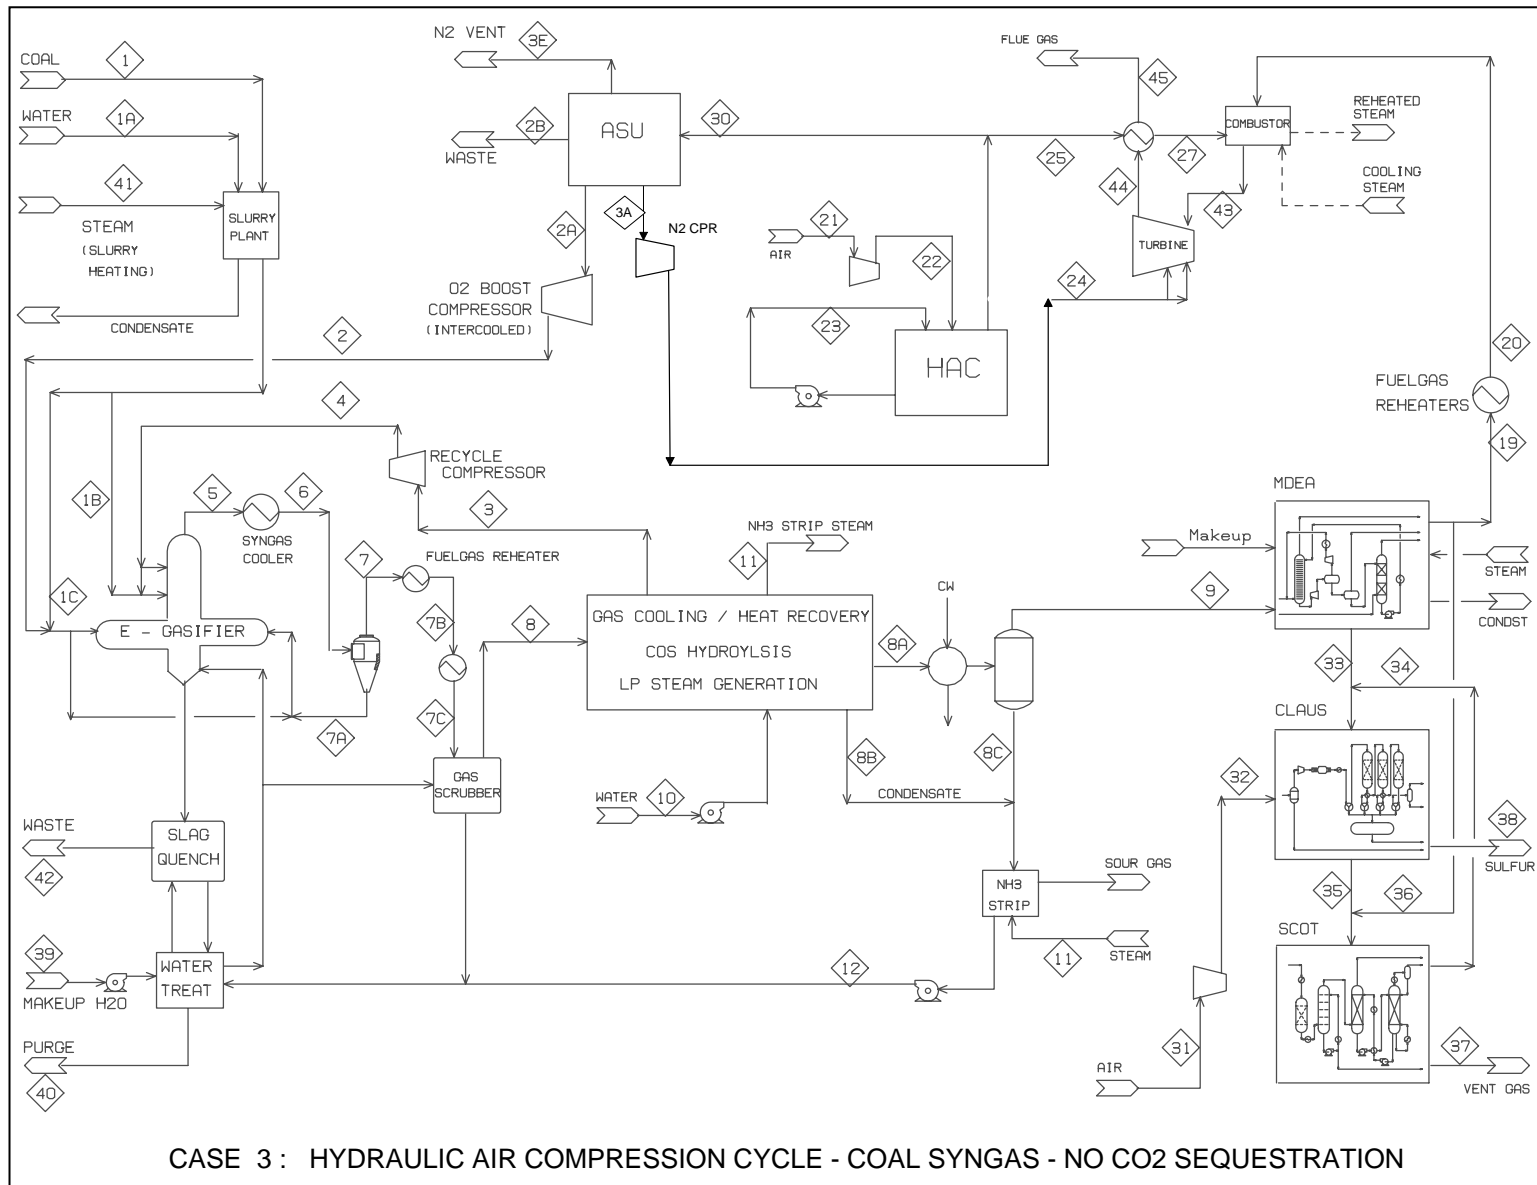 N2 VENT
3E
COAL
1
WATER
1A
41
STEAM
(SLURRY
HEATING)
SLURRY
PLANT
CONDENSATE
2B
WASTE
ASU
30
2A
3A
N2 CPR
O2 BOOST
COMPRESSOR
(INTERCOOLED)
2
4
FLUE GAS
45
COMBUSTOR
REHEATED
STEAM
COOLING
STEAM
25
27
44
43
TURBINE
21
AIR
22
23
24
HAC
20
FUELGAS
REHEATERS
19
RECYCLE
COMPRESSOR
1B
5
6
SYNGAS
COOLER
3
7
FUELGAS REHEATER
NH3 STRIP STEAM
11
1C
E - GASIFIER
7B
8
7A
7C
GAS
SCRUBBER
GAS COOLING / HEAT RECOVERY
COS HYDROYLSIS
LP STEAM GENERATION
8A
CW
9
8B
8C
CONDENSATE
WATER
10
MDEA
Makeup
STEAM
CONDST
33
34
CLAUS
32
38
SULFUR
35
36
SCOT
37
VENT GAS
31
AIR
WASTE
42
SLAG
QUENCH
39
MAKEUP H2O
WATER
TREAT
PURGE
40
NH3
STRIP
SOUR GAS
STEAM
11
12
CASE 3 : HYDRAULIC AIR COMPRESSION CYCLE - COAL SYNGAS - NO CO2 SEQUESTRATION